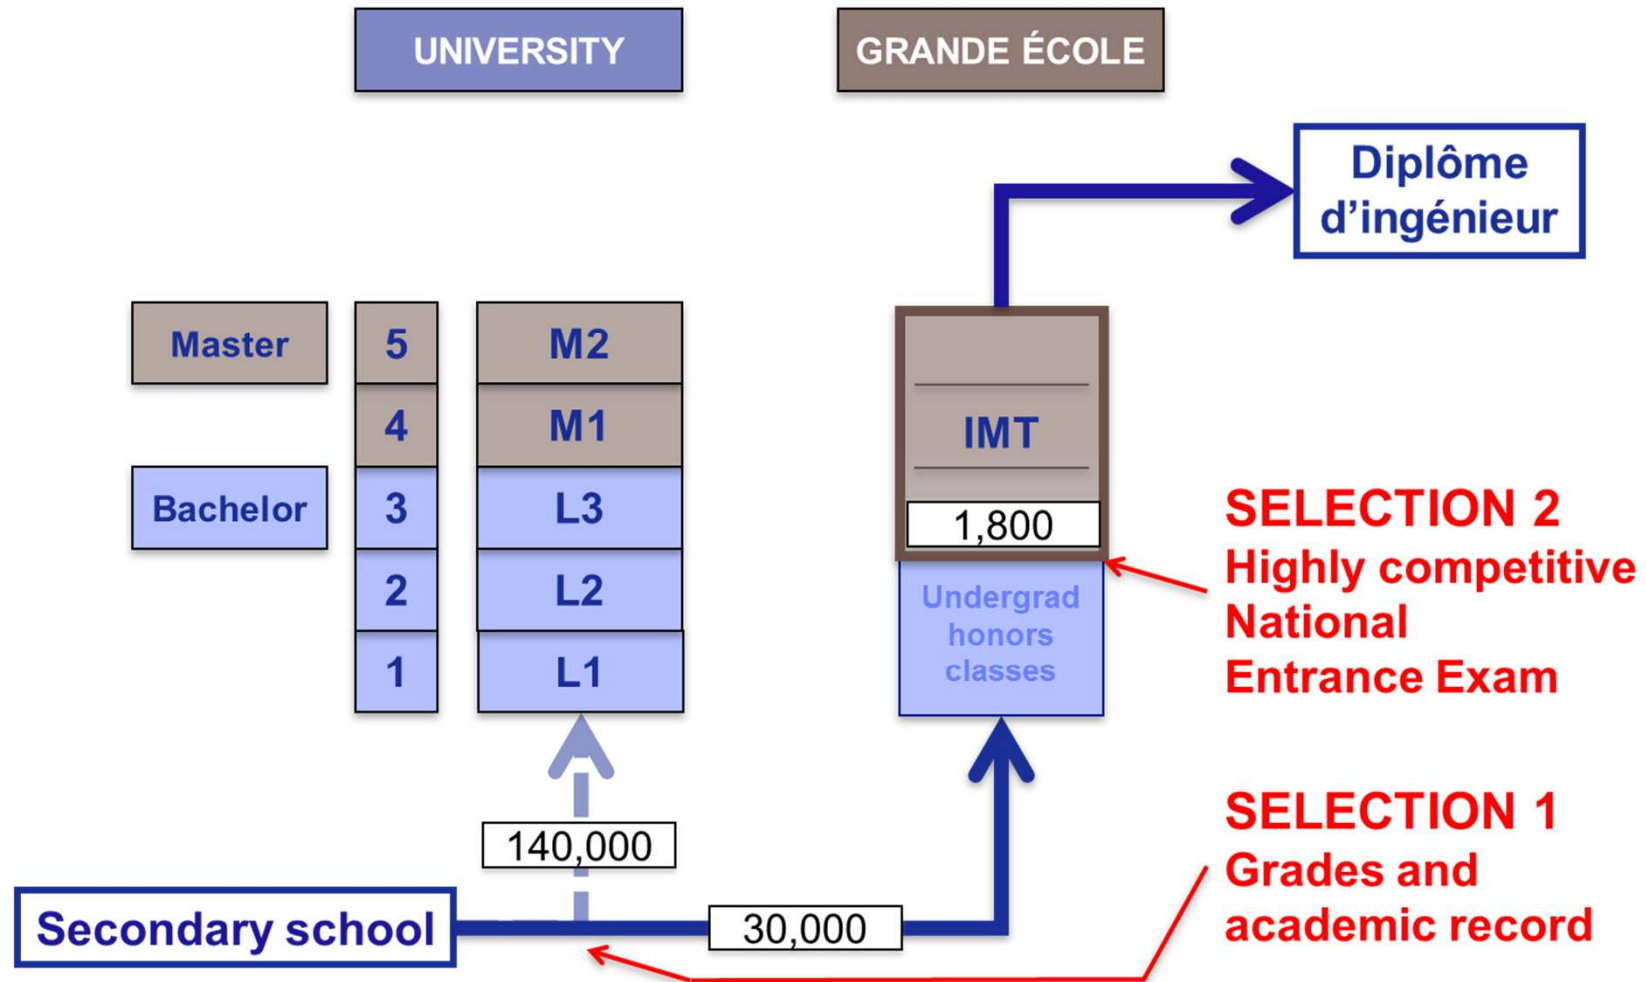 UNIVERSITY
GRANDE ÉCOLE
Diplôme
d’ingénieur
Master
5
M2
4
M1
IMT
Bachelor
3
L3
1,800
2
L2
Undergrad
honors
classes
1
L1
SELECTION 2
Highly competitive
National
Entrance Exam
140,000
Secondary school
30,000
SELECTION 1
Grades and
academic record